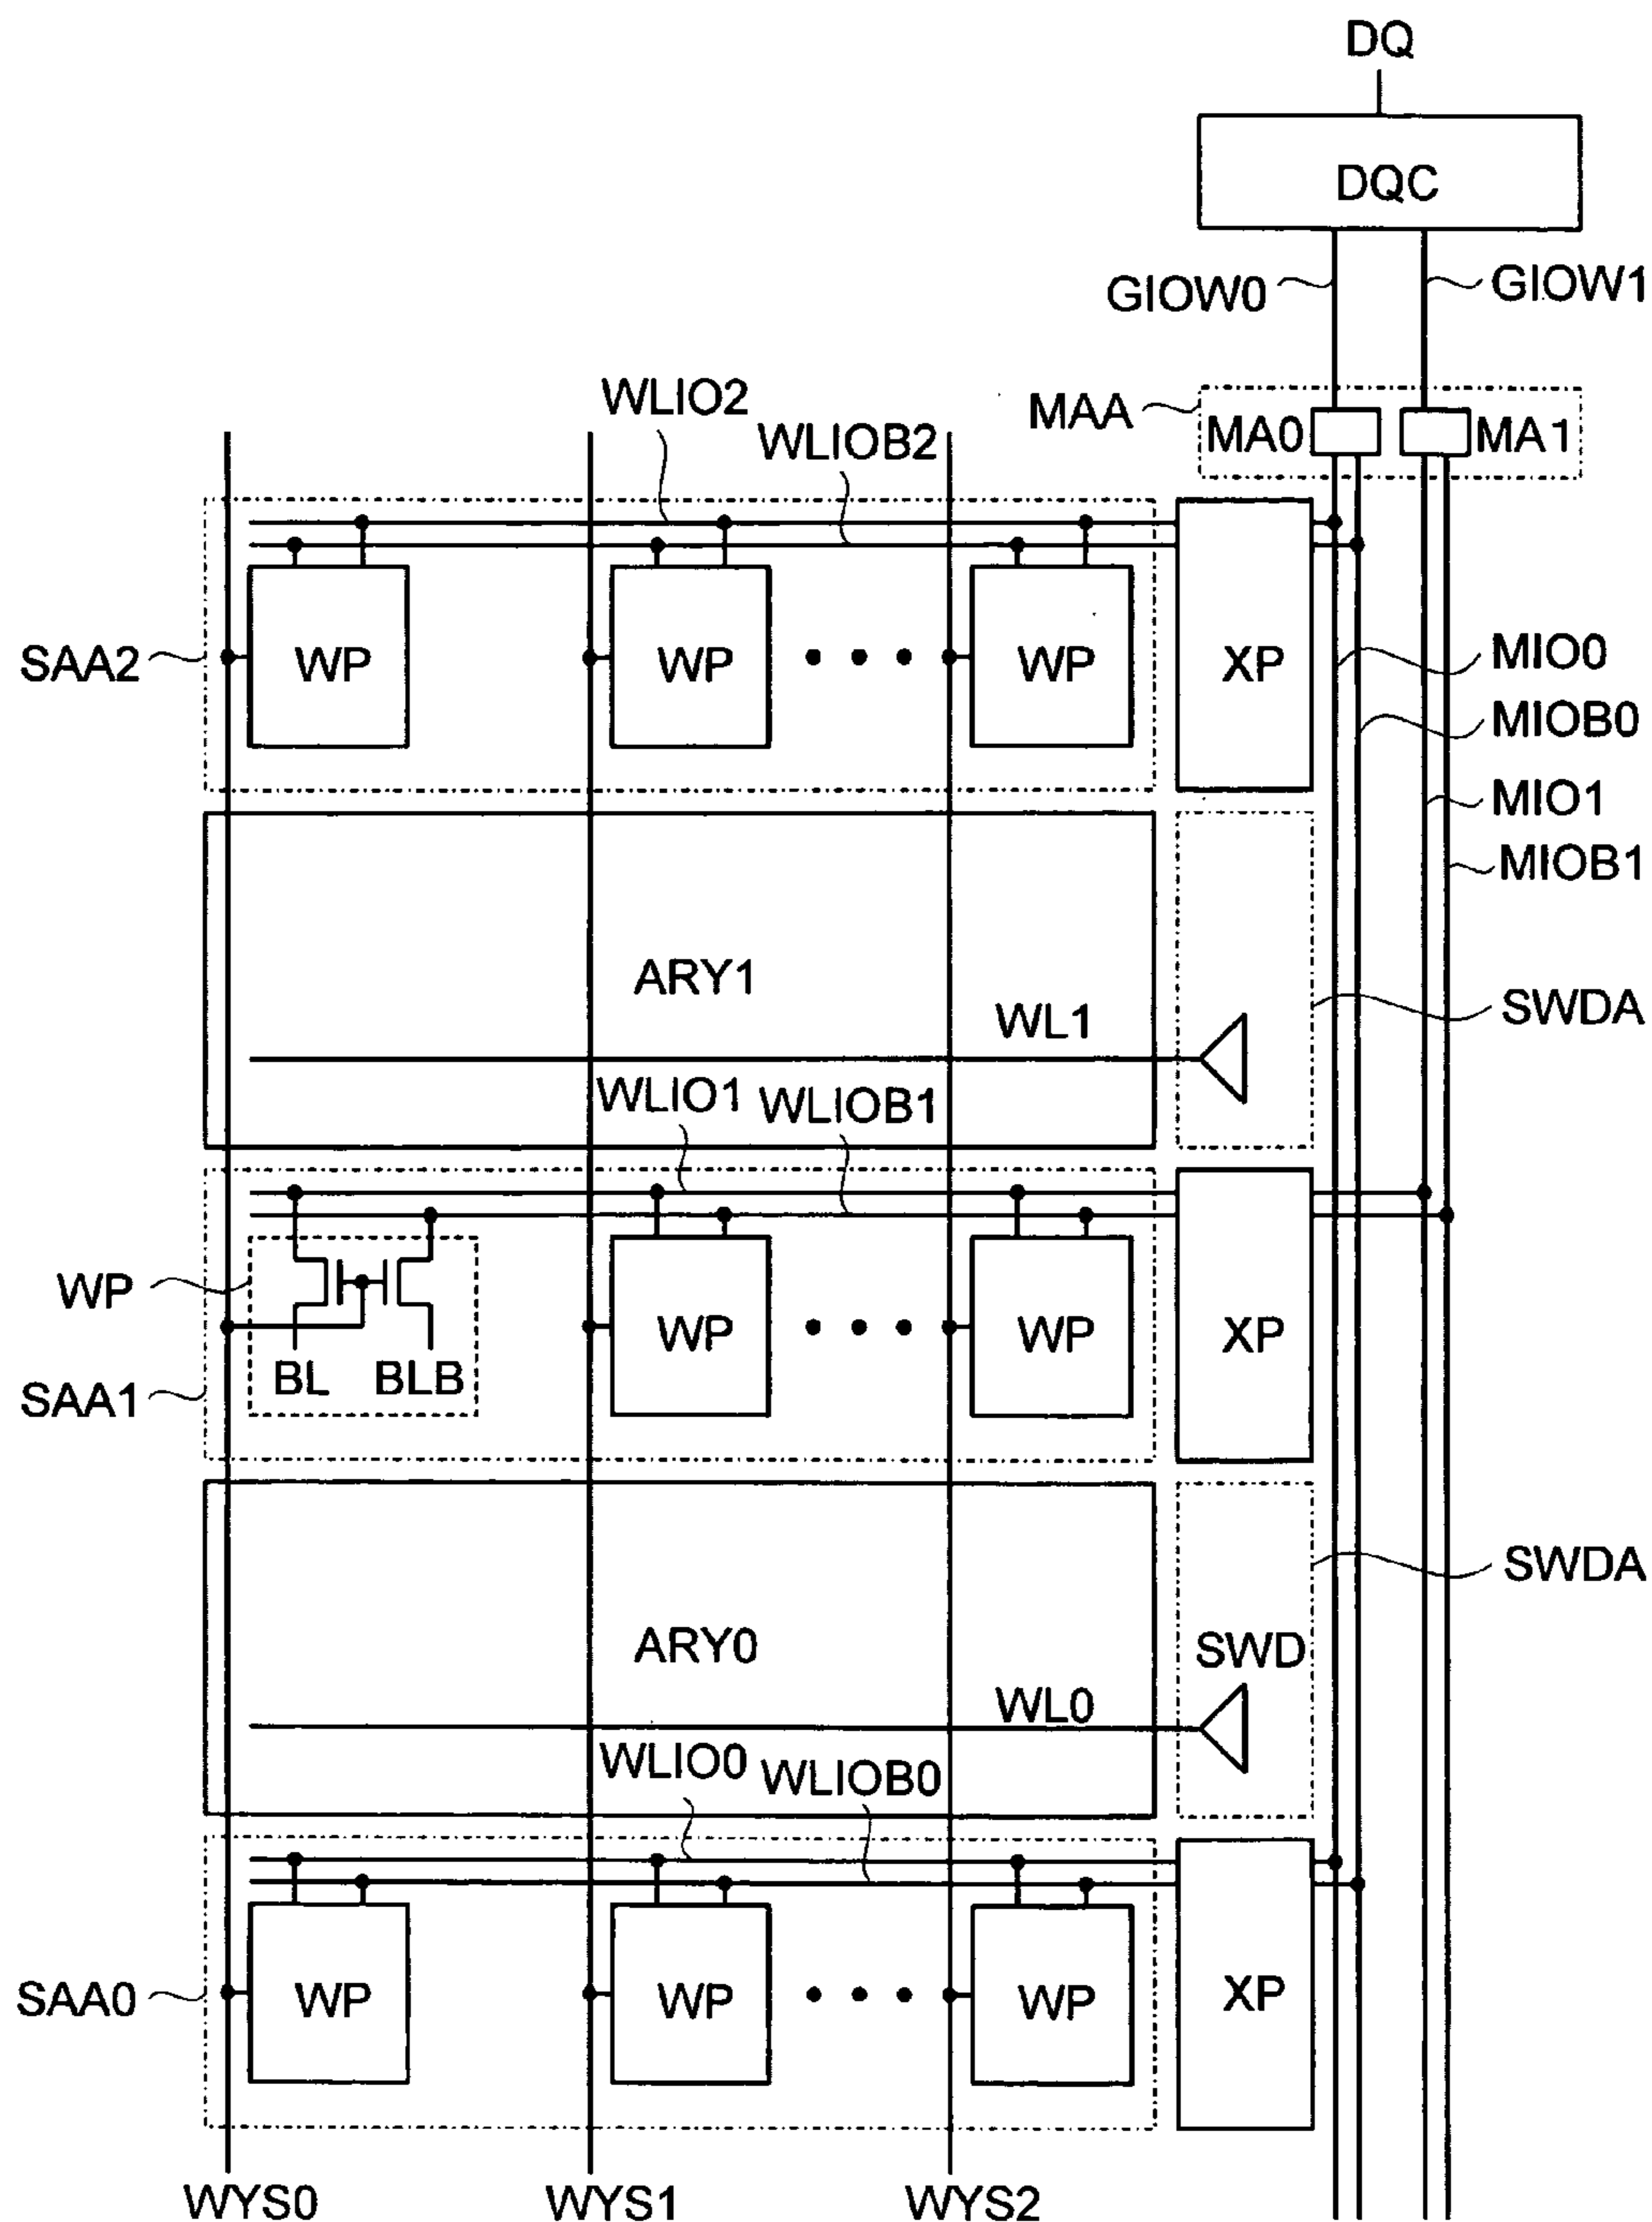 DQ
DQC
GIOW0
GIOW1
WLIO2
WLIOB2
MAA
MA0
MA1
SAA2
WP
WP
WP
XP
MIO0
MIOB0
MIO1
MIOB1
ARY1
WL1
SWDA
WLIO1
WLIOB1
WP
BL
BLB
WP
WP
XP
SAA1
SWDA
ARY0
SWD
WL0
WLIO0
WLIOB0
SAA0
WP
WP
WP
XP
WYS0
WYS1
WYS2